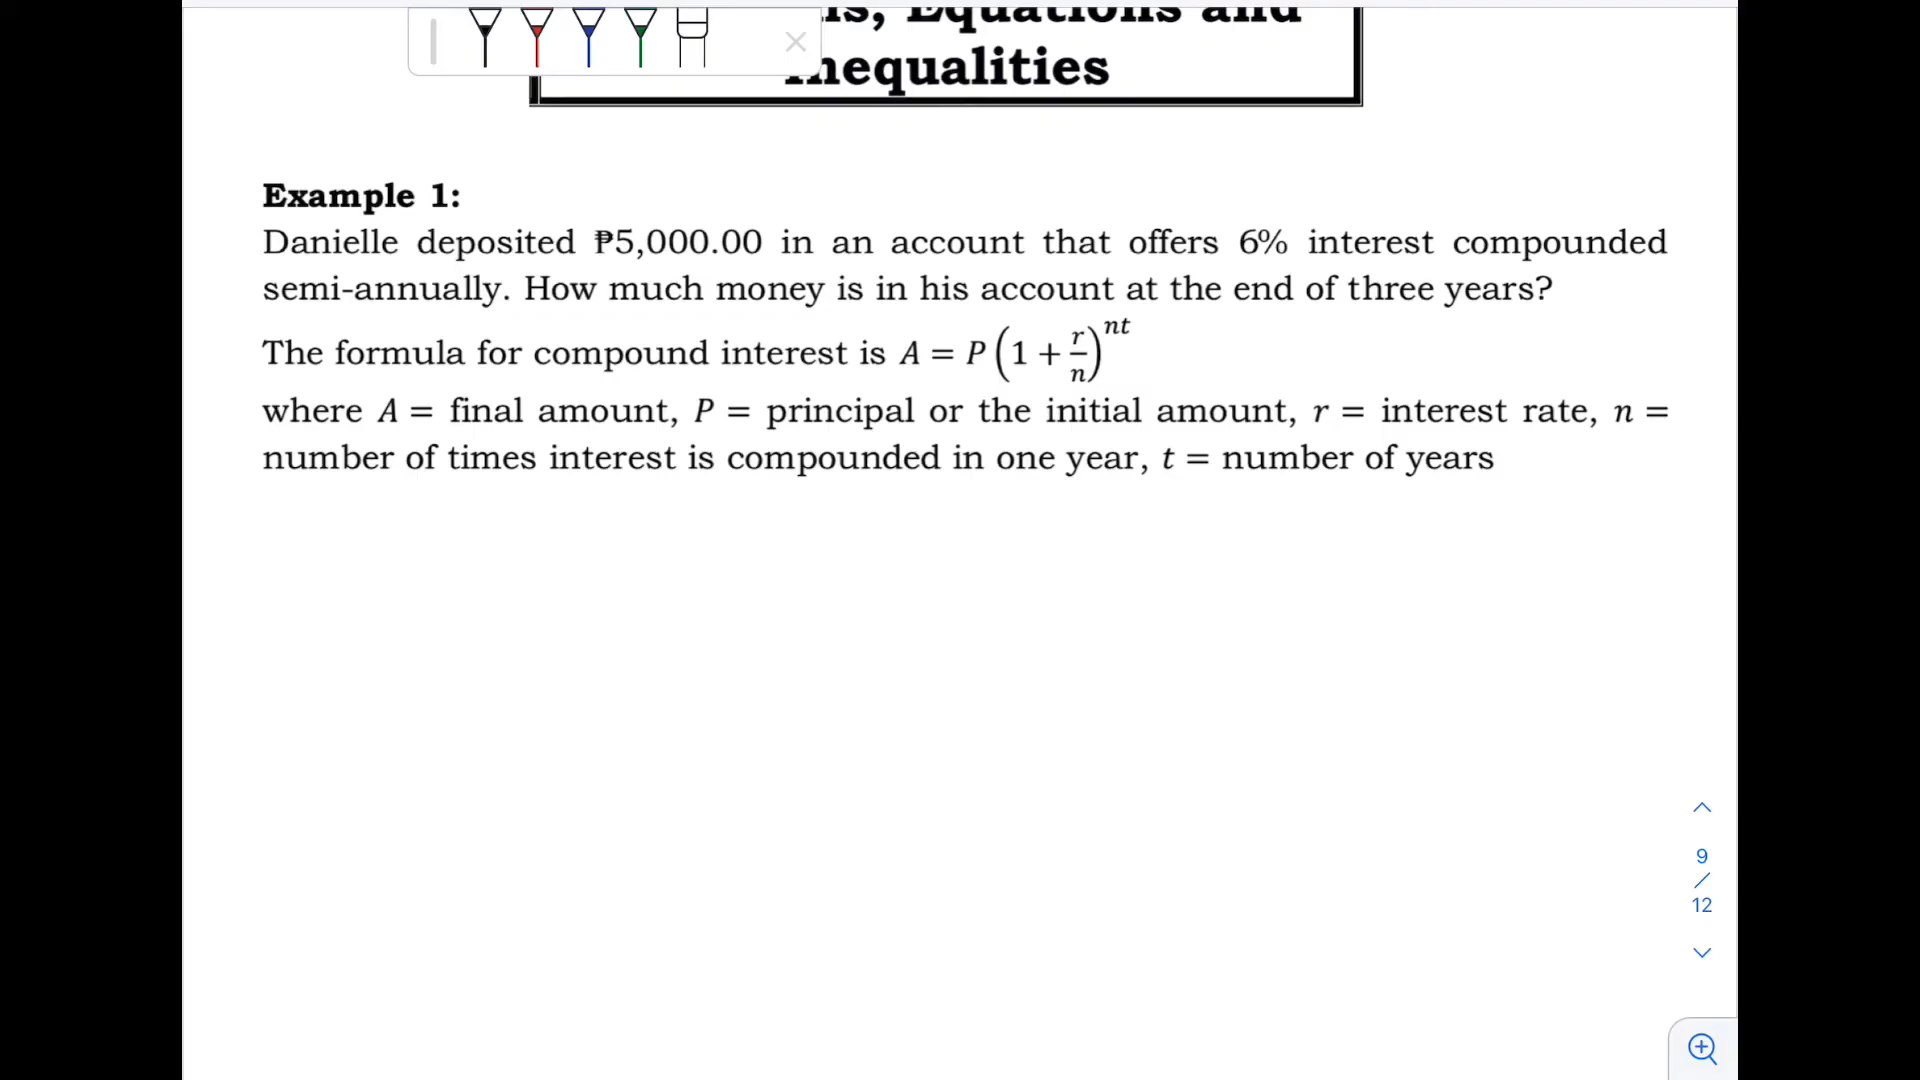 Equations and
Inequalities
Example 1:
Danielle deposited ₱5,000.00 in an account that offers 6% interest compounded
semi-annually. How much money is in his account at the end of three years?
The formula for compound interest is A = P(1 + r/n)^nt
where A = final amount, P = principal or the initial amount, r = interest rate, n =
number of times interest is compounded in one year, t = number of years
9
/
12